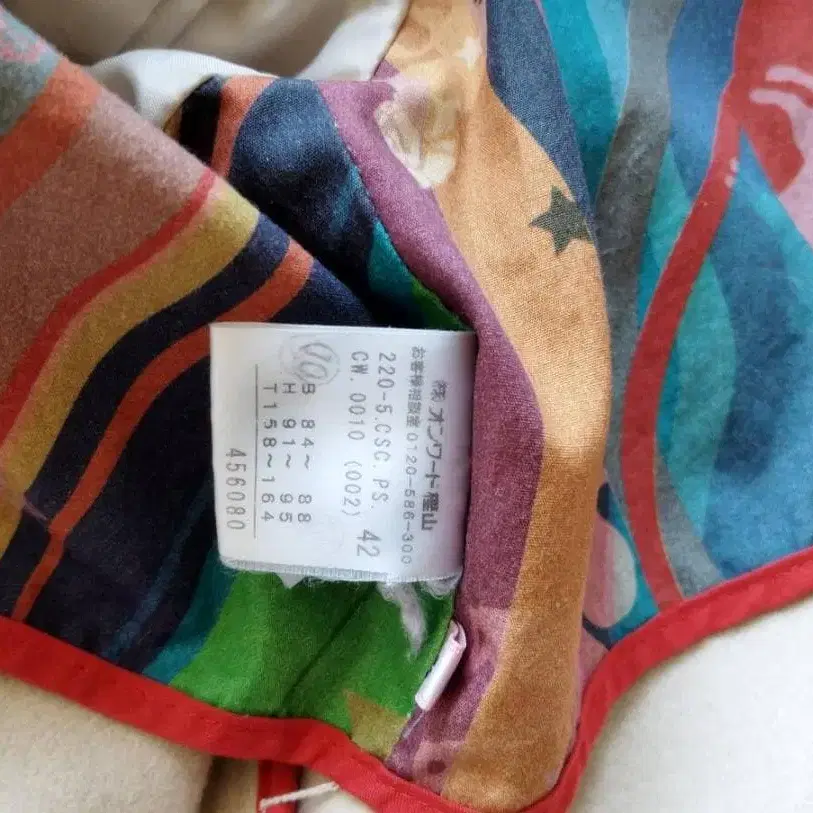 ㈱ オンワード樫山
お客様相談室 0120-586-300
220-5.CSC.PS. 42
CW.0010 (002)
B 84～ 88
H 91～ 95
T158～164
456080